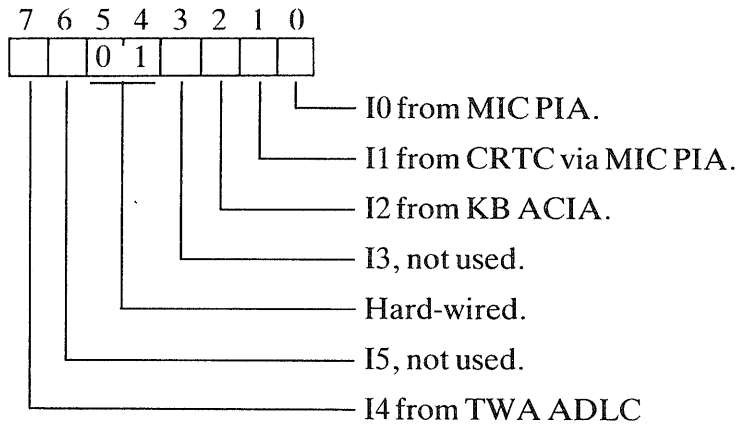 7 6 5 4 3 2 1 0
0 1
I0 from MIC PIA.
I1 from CRTC via MIC PIA.
I2 from KB ACIA.
I3, not used.
Hard-wired.
I5, not used.
I4 from TWA ADLC